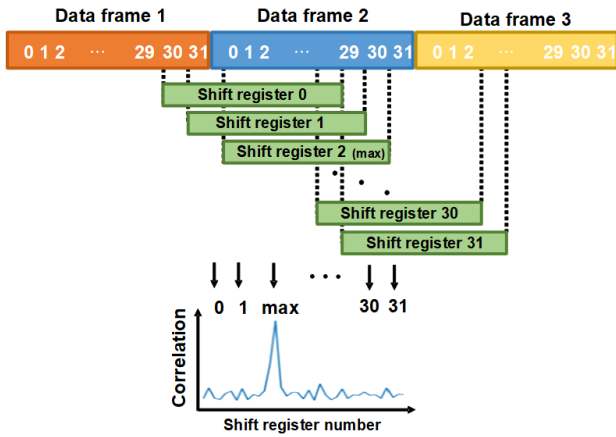 Data frame 1 Data frame 2 Data frame 3
0 1 2 ... 29 30 31 0 1 2 ... 29 30 31 0 1 2 ... 29 30 31
Shift register 0
Shift register 1
Shift register 2 (max)
Shift register 30
Shift register 31
0 1 max 30 31
Correlation
Shift register number